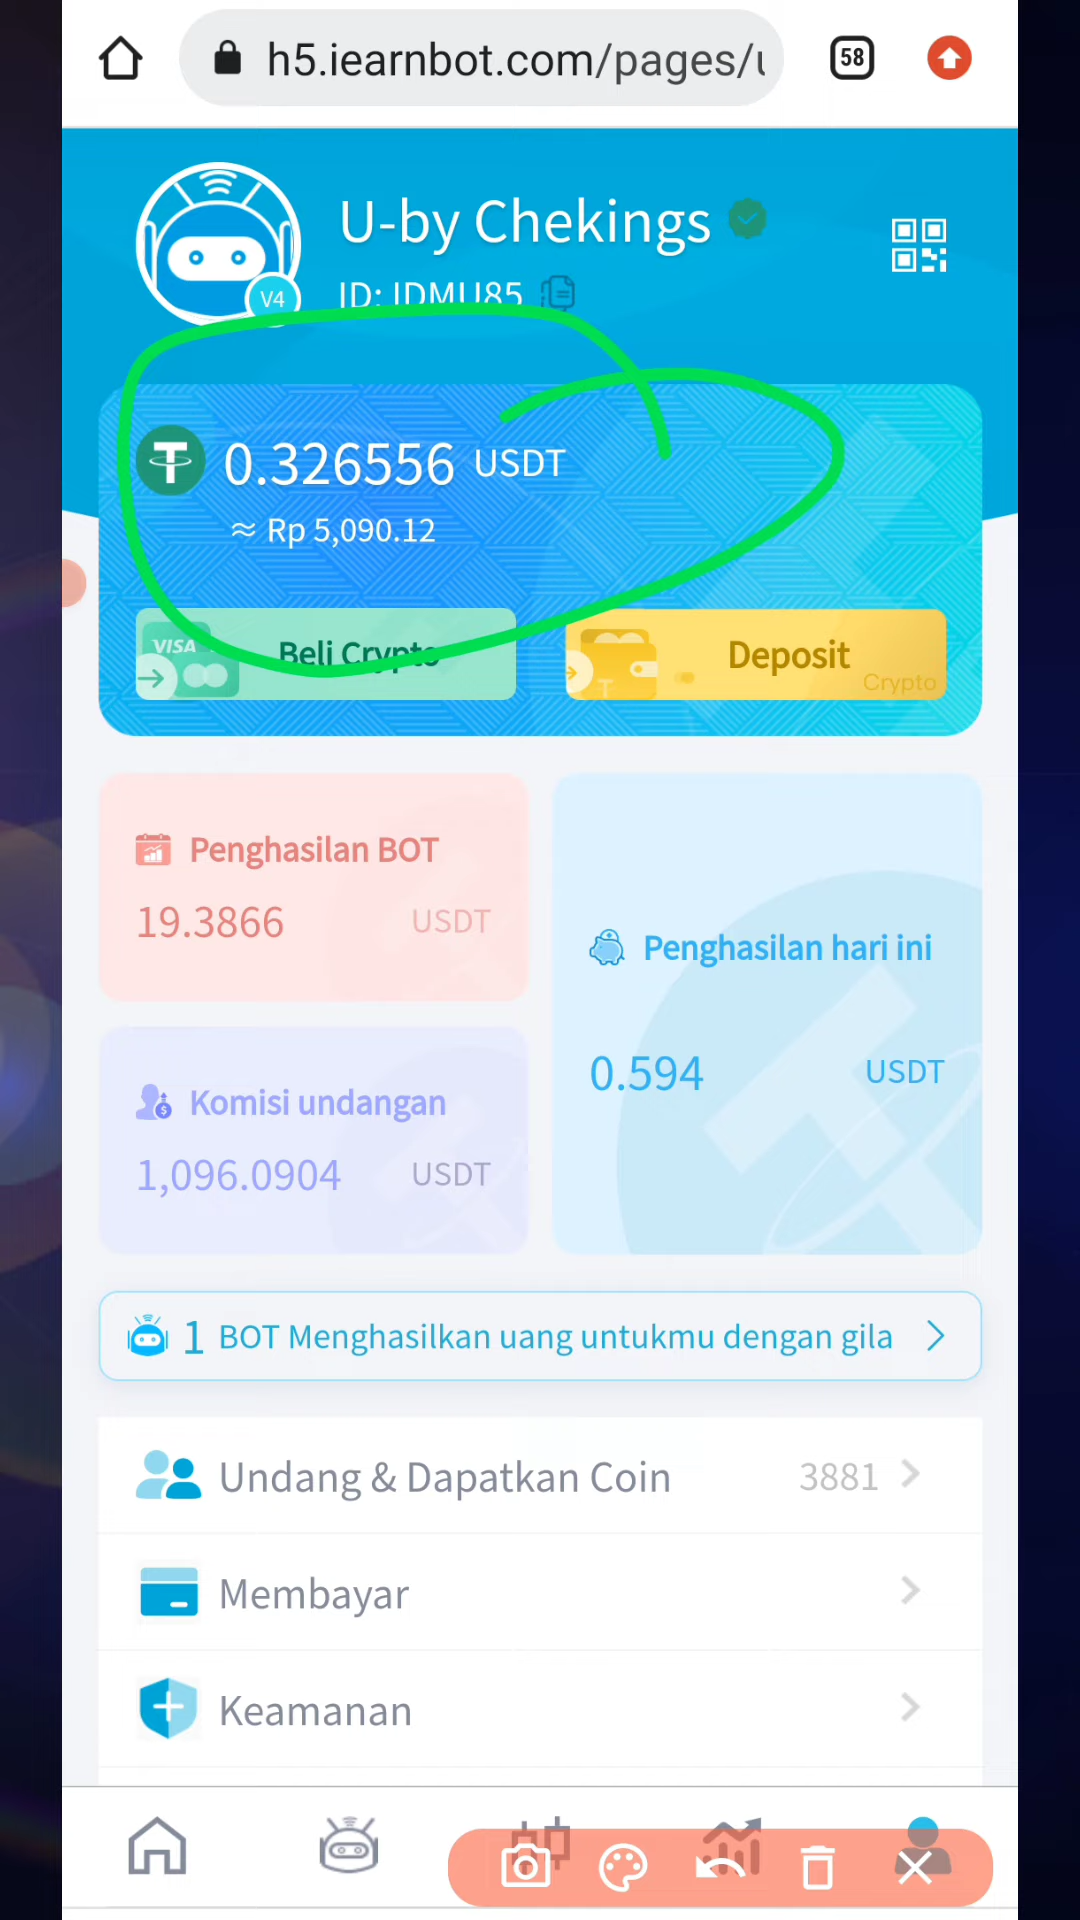 h5.iearnbot.com/pages/u
58
U-by Chekings
V4
ID: IDMU85
0.326556 USDT
≈ Rp 5,090.12
VISA
Beli Crypto
Deposit
Crypto
Penghasilan BOT
19.3866 USDT
Penghasilan hari ini
0.594 USDT
Komisi undangan
1,096.0904 USDT
1 BOT Menghasilkan uang untukmu dengan gila
Undang & Dapatkan Coin 3881
Membayar
Keamanan